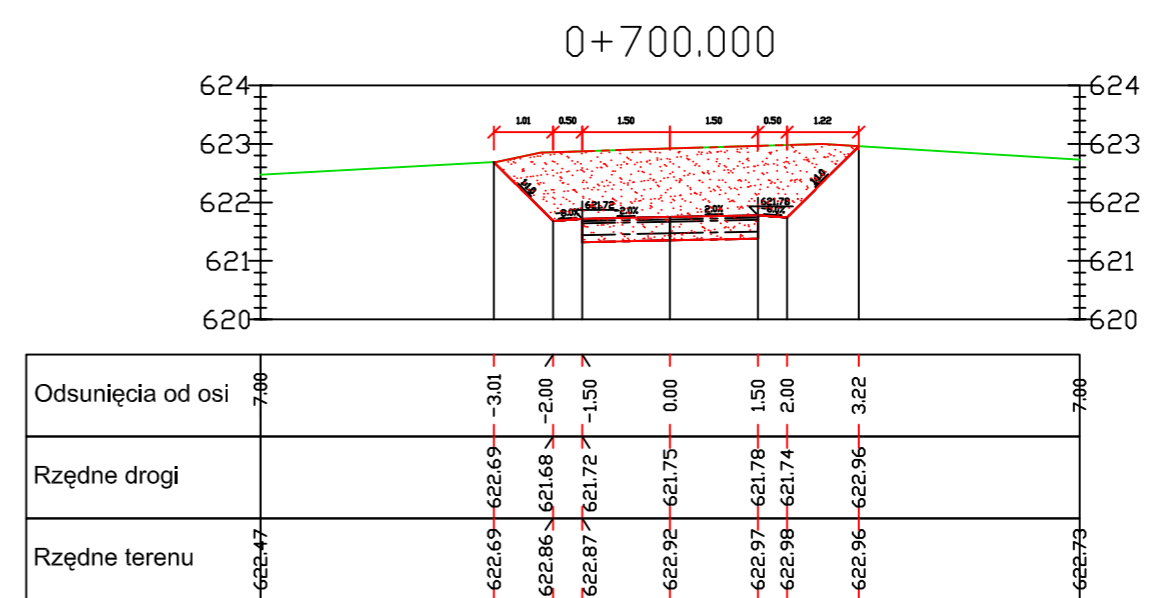 0+700.000
624 624
623 623
622 622
621 621
620 620
1.01 0.50 1.50 1.50 0.50 1.22
621.72 621.78
-8.0% -2.0% 2.0% -8.0%
Odsunięcia od osi 7.00 -3.01 -2.00 -1.50 0.00 1.50 2.00 3.22 7.00
Rzędne drogi 622.69 621.68 621.72 621.75 621.78 621.74 622.96
Rzędne terenu 622.47 622.69 622.86 622.87 622.92 622.97 622.98 622.96 622.73